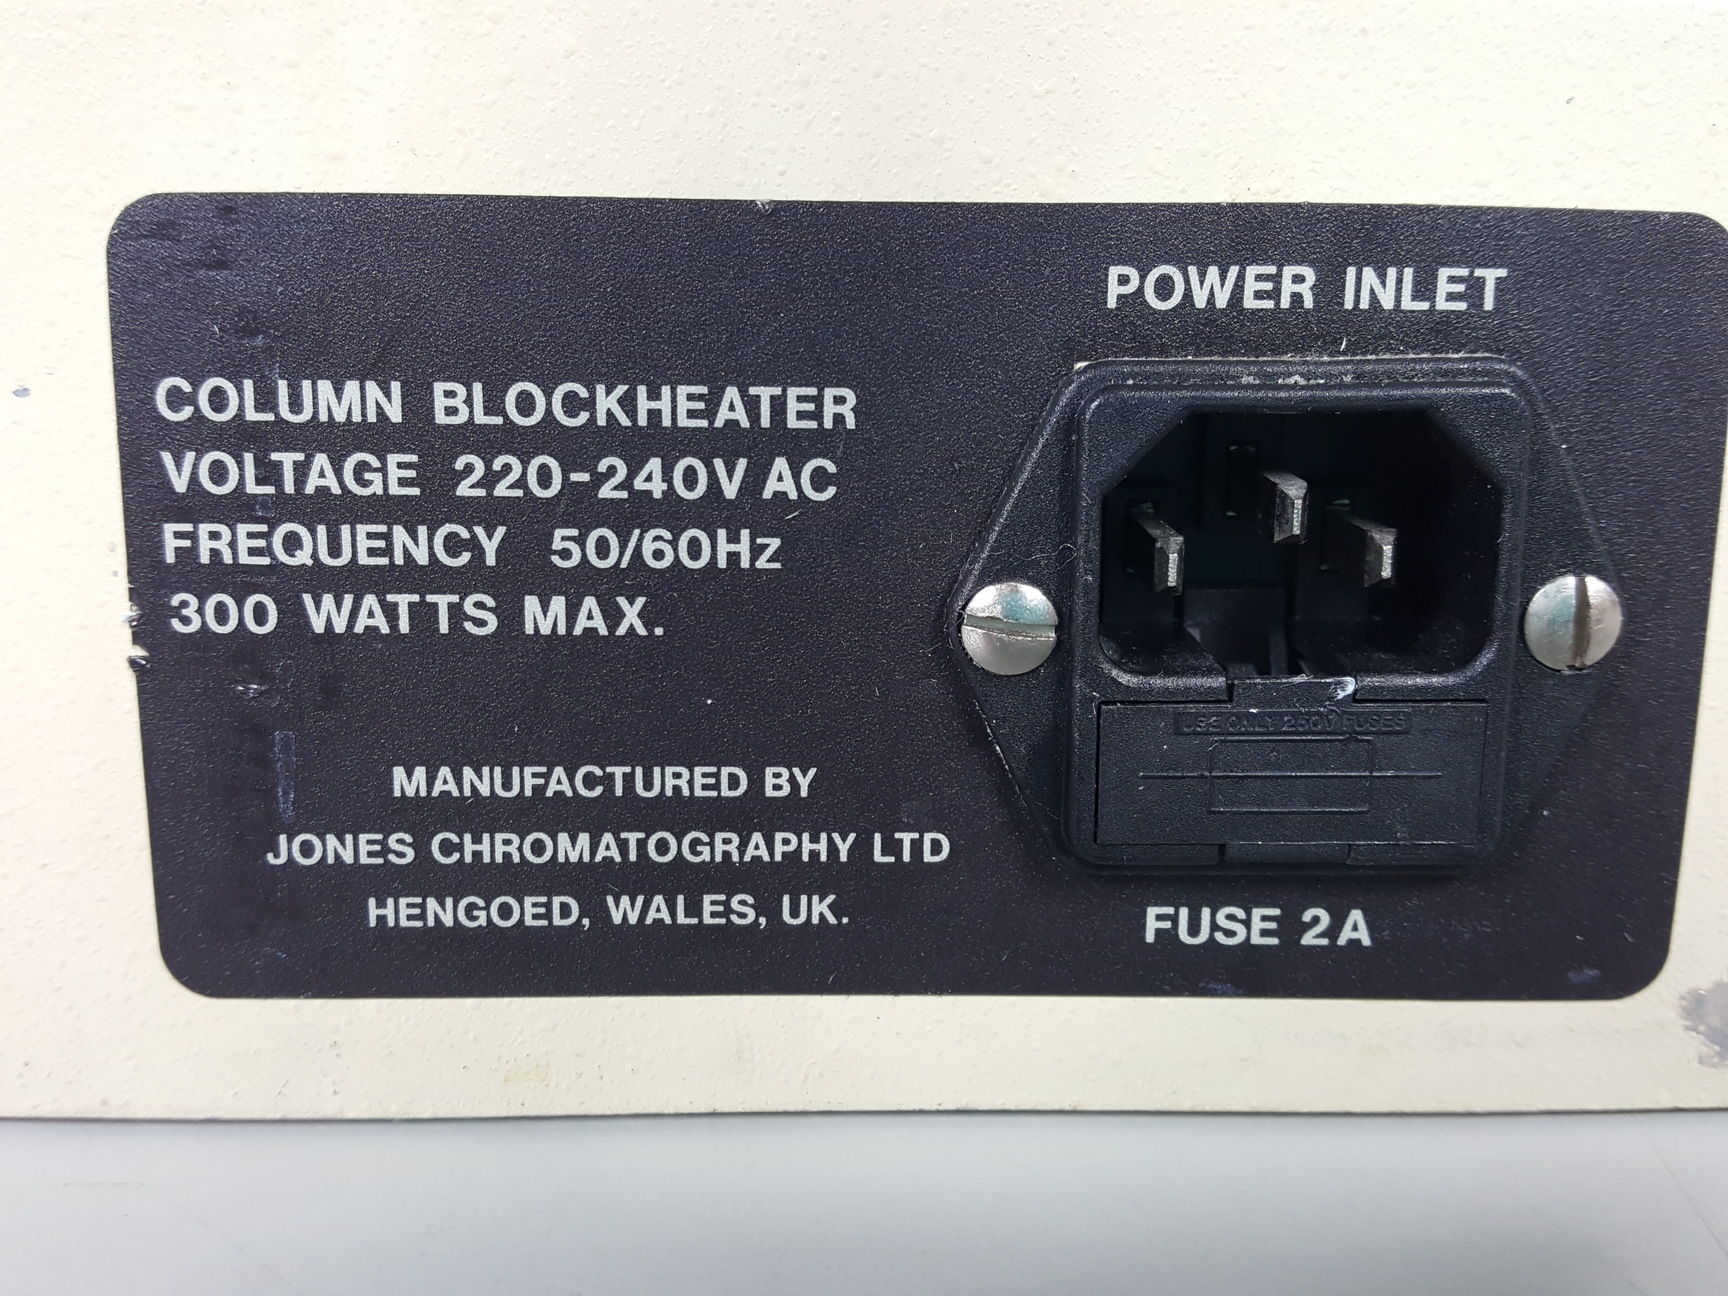 POWER INLET
COLUMN BLOCKHEATER
VOLTAGE 220-240V AC
FREQUENCY 50/60Hz
300 WATTS MAX.
USE ONLY 250V FUSES
MANUFACTURED BY
JONES CHROMATOGRAPHY LTD
HENGOED, WALES, UK.
FUSE 2A